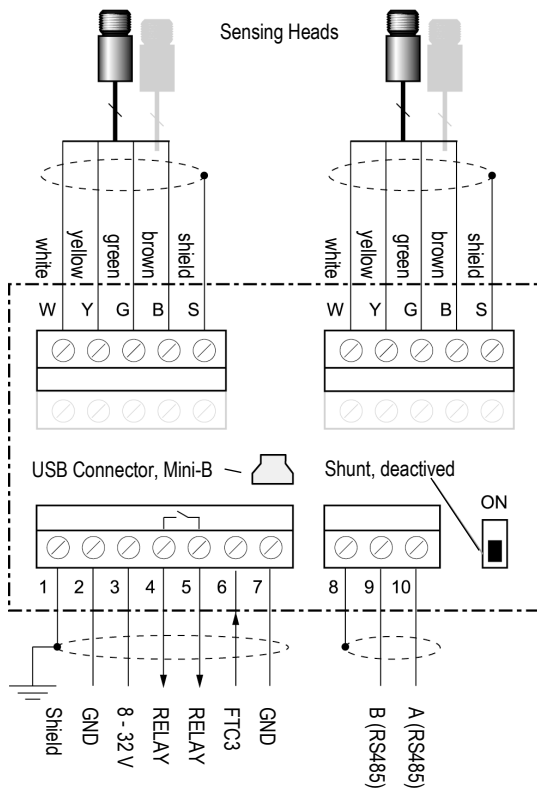 Sensing Heads
white yellow green brown shield
white yellow green brown shield
W Y G B S
W Y G B S
USB Connector, Mini-B
Shunt, deactived
ON
1 2 3 4 5 6 7
8 9 10
Shield
GND
8 - 32 V
RELAY
RELAY
FTC3
GND
B (RS485)
A (RS485)